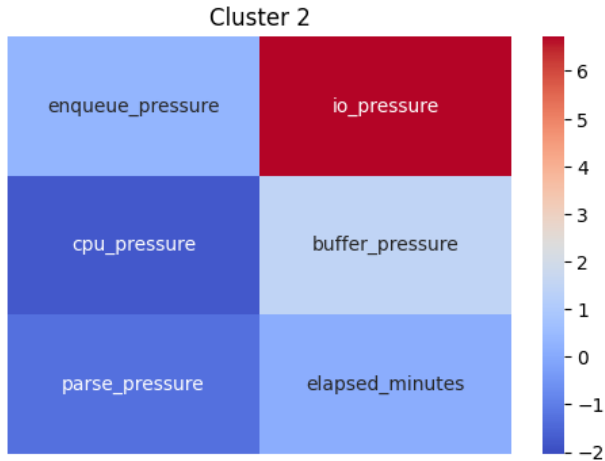 Cluster 2
enqueue_pressure
io_pressure
cpu_pressure
buffer_pressure
parse_pressure
elapsed_minutes
6
5
4
3
2
1
0
−1
−2